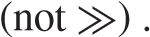 (not ≫) .